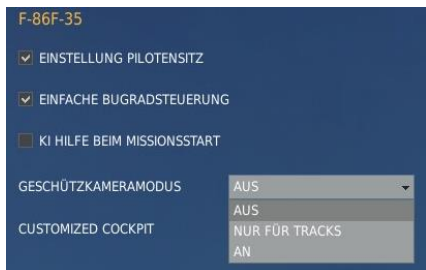 F-86F-35
EINSTELLUNG PILOTENSITZ
EINFACHE BUGRADSTEUERUNG
KI HILFE BEIM MISSIONSSTART
GESCHÜTZKAMERAMODUS AUS
AUS
CUSTOMIZED COCKPIT NUR FÜR TRACKS
AN